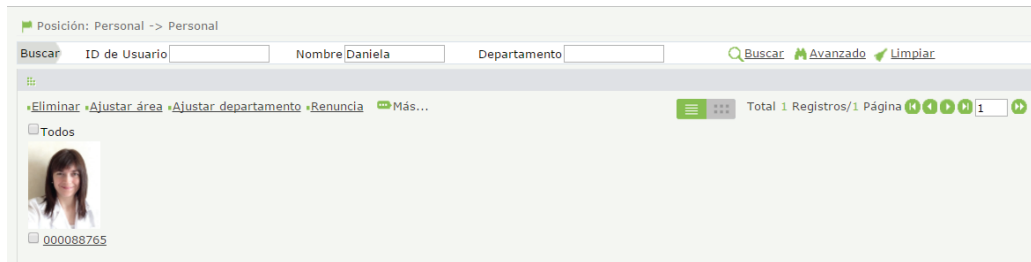 Posición: Personal -> Personal
Buscar ID de Usuario Nombre Daniela Departamento Buscar Avanzado Limpiar
Eliminar Ajustar área Ajustar departamento Renuncia Más... Total 1 Registros/1 Página 1
Todos
000088765